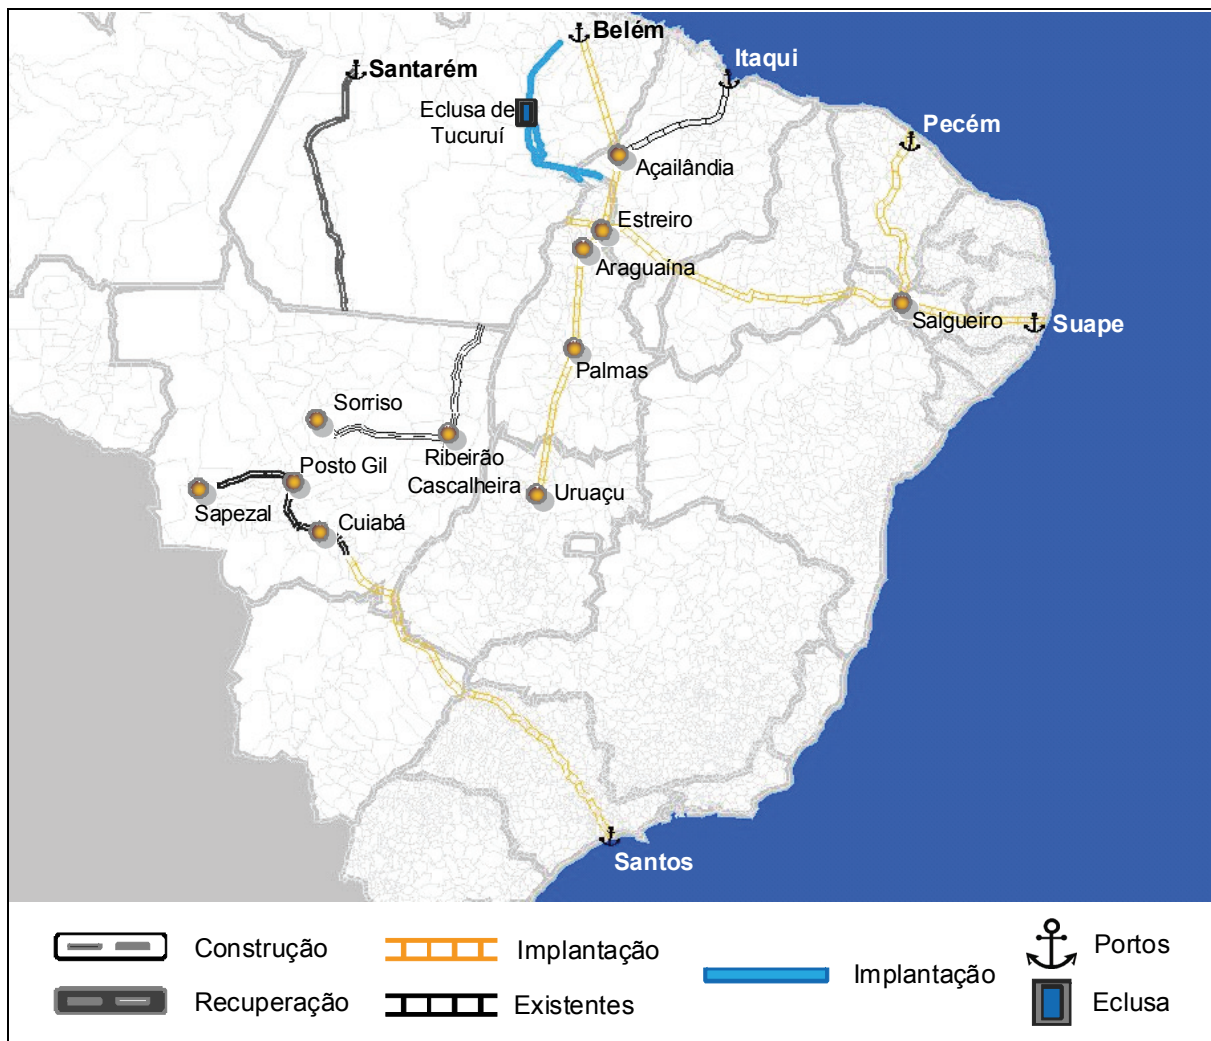 Belém
Itaqui
Santarém
Eclusa de
Tucuruí
Pecém
Açailândia
Estreiro
Araguaína
Salgueiro
Suape
Palmas
Sorriso
Ribeirão
Cascalheira
Posto Gil
Uruaçu
Sapezal
Cuiabá
Santos
Construção
Implantação
Implantação
Portos
Recuperação
Existentes
Eclusa